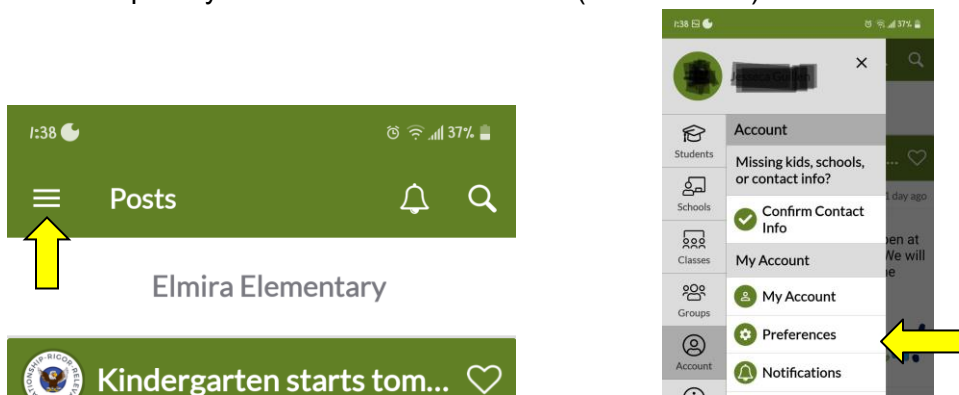 1:38
37%
Posts
Elmira Elementary
Kindergarten starts tom...
1:38
37%
Account
Students
Missing kids, schools,
or contact info?
Schools
Confirm Contact
Info
Classes
My Account
Groups
My Account
Preferences
Account
Notifications
...
1 day ago
en at
We will
e